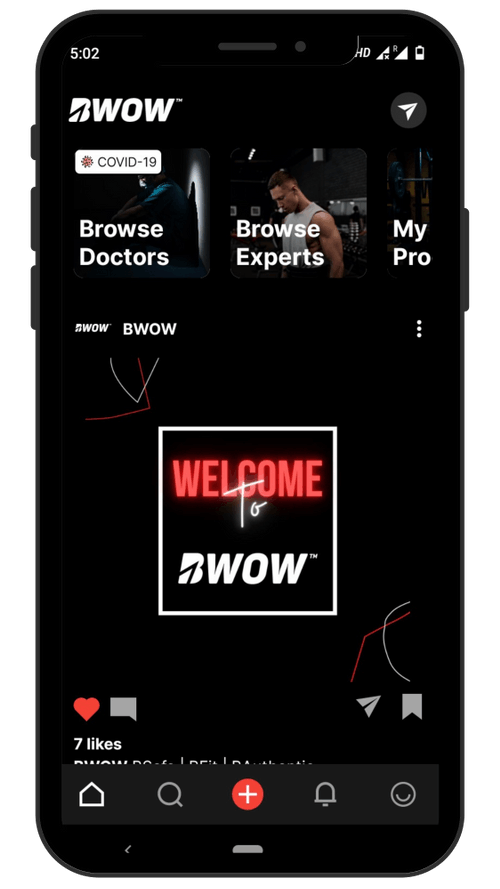 5:02
HD R
BWOW™
COVID-19
Browse
Doctors
Browse
Experts
My
Pro
BWOW BWOW
WELCOME
To
BWOW™
7 likes
BWOW BSafe | BFit | BAuthentic